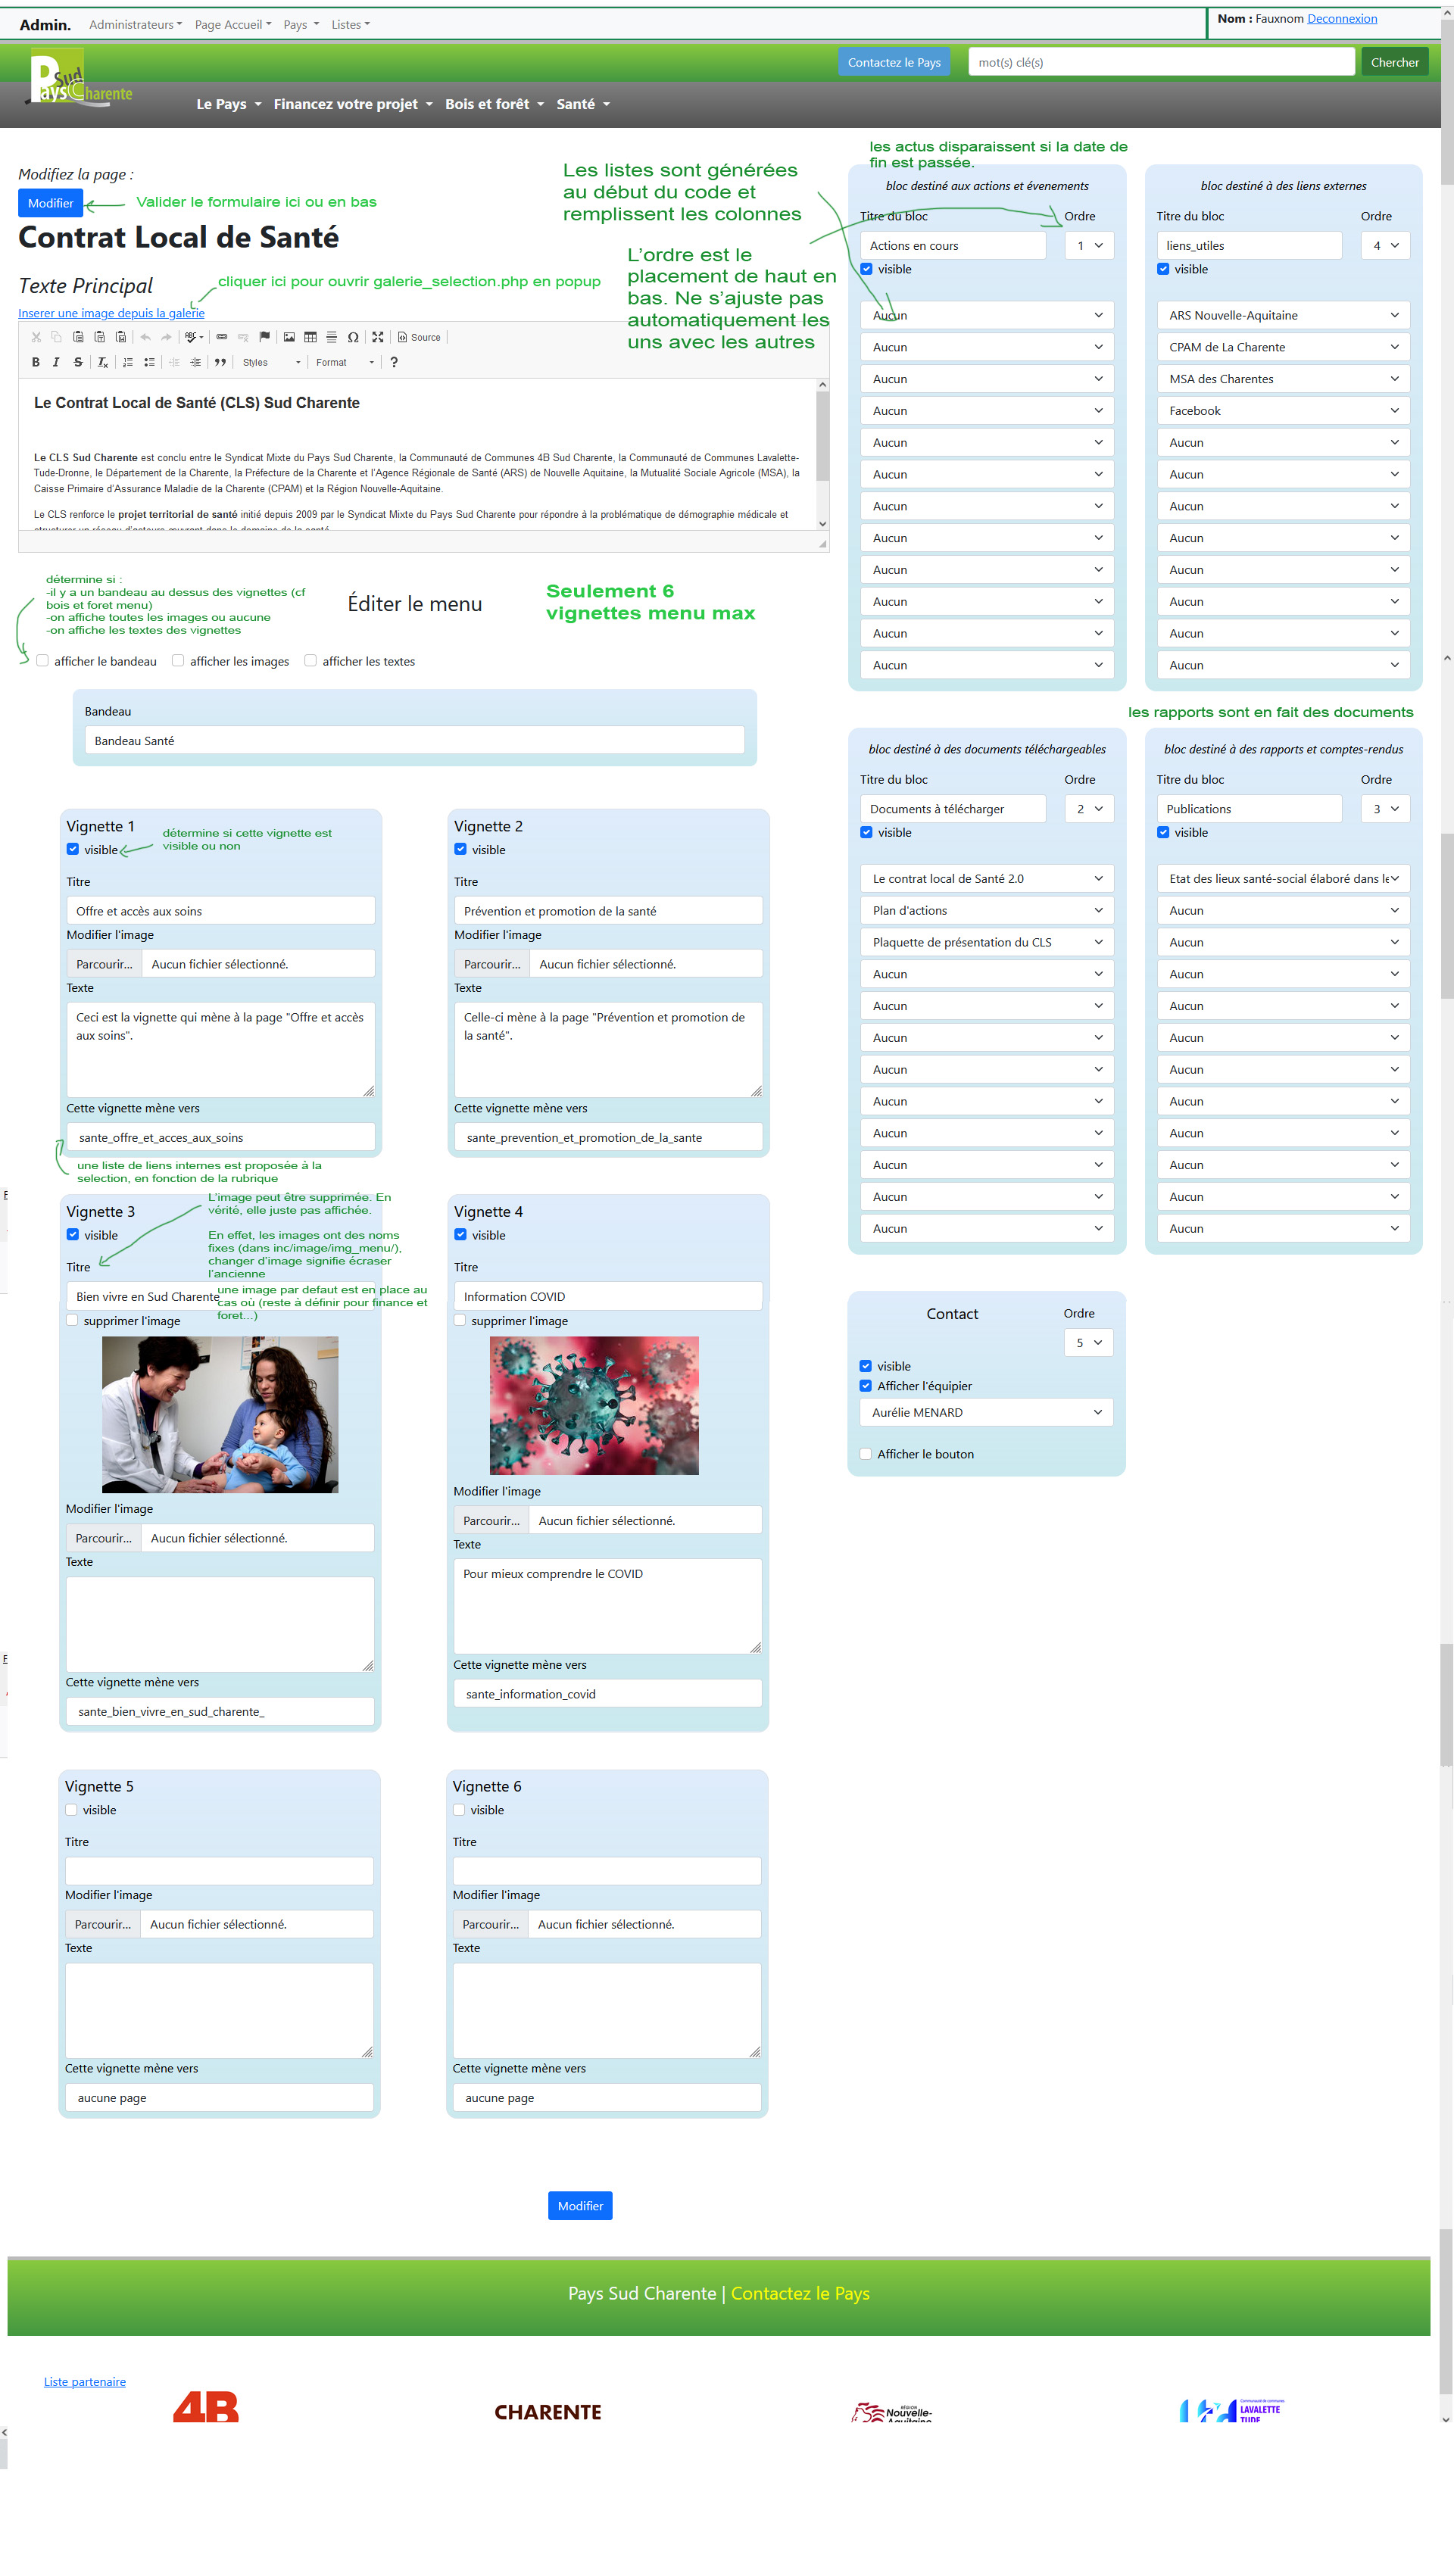 Admin. Administrateurs Page Accueil Pays Listes
Nom : Fauxnom Deconnexion
Pays Sud Charente
Contactez le Pays mot(s) clé(s) Chercher
Le Pays Financez votre projet Bois et forêt Santé
Modifiez la page :
Modifier
Valider le formulaire ici ou en bas
Contrat Local de Santé
Texte Principal
cliquer ici pour ouvrir galerie_selection.php en popup
Inserer une image depuis la galerie
Les listes sont générées
au début du code et
remplissent les colonnes
L'ordre est le
placement de haut en
bas. Ne s'ajuste pas
automatiquement les
uns avec les autres
ABC Source
B I S Styles Format ?
Le Contrat Local de Santé (CLS) Sud Charente
Le CLS Sud Charente est conclu entre le Syndicat Mixte du Pays Sud Charente, la Communauté de Communes 4B Sud Charente, la Communauté de Communes Lavalette-
Tude-Dronne, le Département de la Charente, la Préfecture de la Charente et l'Agence Régionale de Santé (ARS) de Nouvelle Aquitaine, la Mutualité Sociale Agricole (MSA), la
Caisse Primaire d'Assurance Maladie de la Charente (CPAM) et la Région Nouvelle-Aquitaine.
Le CLS renforce le projet territorial de santé initié depuis 2009 par le Syndicat Mixte du Pays Sud Charente pour répondre à la problématique de démographie médicale et
structurer un réseau d'acteurs œuvrant dans le domaine de la santé.
détermine si :
-il y a un bandeau au dessus des vignettes (cf
bois et foret menu)
-on affiche toutes les images ou aucune
-on affiche les textes des vignettes
Éditer le menu
Seulement 6
vignettes menu max
afficher le bandeau afficher les images afficher les textes
Bandeau
Bandeau Santé
Vignette 1
visible
détermine si cette vignette est
visible ou non
Titre
Offre et accès aux soins
Modifier l'image
Parcourir... Aucun fichier sélectionné.
Texte
Ceci est la vignette qui mène à la page "Offre et accès
aux soins".
Cette vignette mène vers
sante_offre_et_acces_aux_soins
une liste de liens internes est proposée à la
selection, en fonction de la rubrique
Vignette 2
visible
Titre
Prévention et promotion de la santé
Modifier l'image
Parcourir... Aucun fichier sélectionné.
Texte
Celle-ci mène à la page "Prévention et promotion de
la santé".
Cette vignette mène vers
sante_prevention_et_promotion_de_la_sante
Vignette 3
visible
L'image peut être supprimée. En
vérité, elle juste pas affichée.
En effet, les images ont des noms
fixes (dans inc/image/img_menu/),
changer d'image signifie écraser
l'ancienne
une image par defaut est en place au
cas où (reste à définir pour finance et
foret...)
Titre
Bien vivre en Sud Charente
supprimer l'image
Modifier l'image
Parcourir... Aucun fichier sélectionné.
Texte
Cette vignette mène vers
sante_bien_vivre_en_sud_charente_
Vignette 4
visible
Titre
Information COVID
supprimer l'image
Modifier l'image
Parcourir... Aucun fichier sélectionné.
Texte
Pour mieux comprendre le COVID
Cette vignette mène vers
sante_information_covid
Vignette 5
visible
Titre
Modifier l'image
Parcourir... Aucun fichier sélectionné.
Texte
Cette vignette mène vers
aucune page
Vignette 6
visible
Titre
Modifier l'image
Parcourir... Aucun fichier sélectionné.
Texte
Cette vignette mène vers
aucune page
les actus disparaissent si la date de
fin est passée.
bloc destiné aux actions et évenements
Titre du bloc Ordre
Actions en cours 1
visible
Aucun
Aucun
Aucun
Aucun
Aucun
Aucun
Aucun
Aucun
Aucun
Aucun
Aucun
Aucun
bloc destiné à des liens externes
Titre du bloc Ordre
liens_utiles 4
visible
ARS Nouvelle-Aquitaine
CPAM de La Charente
MSA des Charentes
Facebook
Aucun
Aucun
Aucun
Aucun
Aucun
Aucun
Aucun
Aucun
les rapports sont en fait des documents
bloc destiné à des documents téléchargeables
Titre du bloc Ordre
Documents à télécharger 2
visible
Le contrat local de Santé 2.0
Plan d'actions
Plaquette de présentation du CLS
Aucun
Aucun
Aucun
Aucun
Aucun
Aucun
Aucun
Aucun
Aucun
bloc destiné à des rapports et comptes-rendus
Titre du bloc Ordre
Publications 3
visible
Etat des lieux santé-social élaboré dans le
Aucun
Aucun
Aucun
Aucun
Aucun
Aucun
Aucun
Aucun
Aucun
Aucun
Aucun
Contact Ordre
5
visible
Afficher l'équipier
Aurélie MENARD
Afficher le bouton
Modifier
Pays Sud Charente | Contactez le Pays
Liste partenaire
4B
CHARENTE
RÉGION
Nouvelle-
Aquitaine
Communauté de communes
LAVALETTE
TUDE